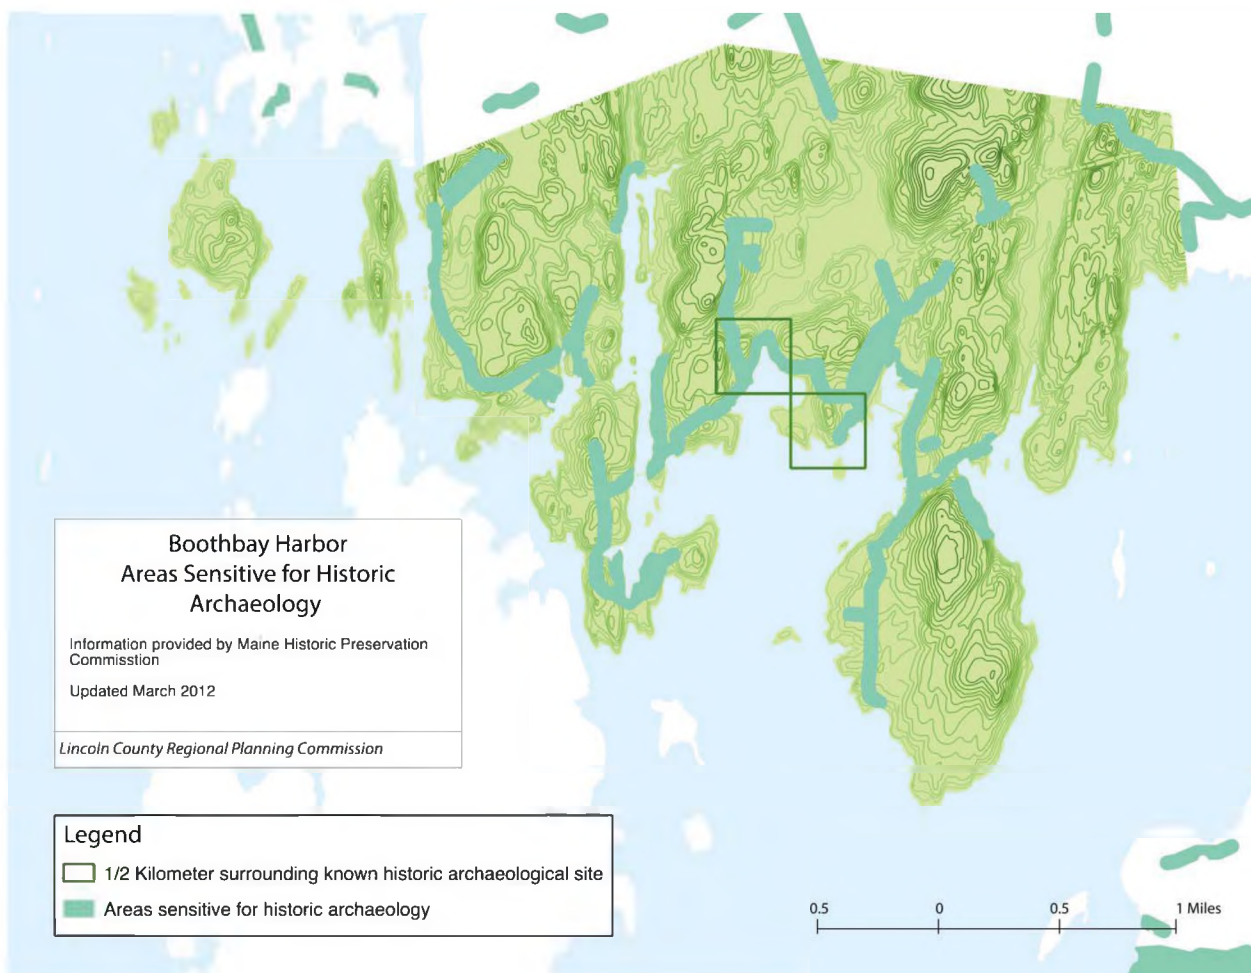 Boothbay Harbor
Areas Sensitive for Historic
Archaeology
Information provided by Maine Historic Preservation
Commisstion
Updated March 2012
Lincoln County Regional Planning Commission
Legend
1/2 Kilometer surrounding known historic archaeological site
Areas sensitive for historic archaeology
0.5 0 0.5 1 Miles